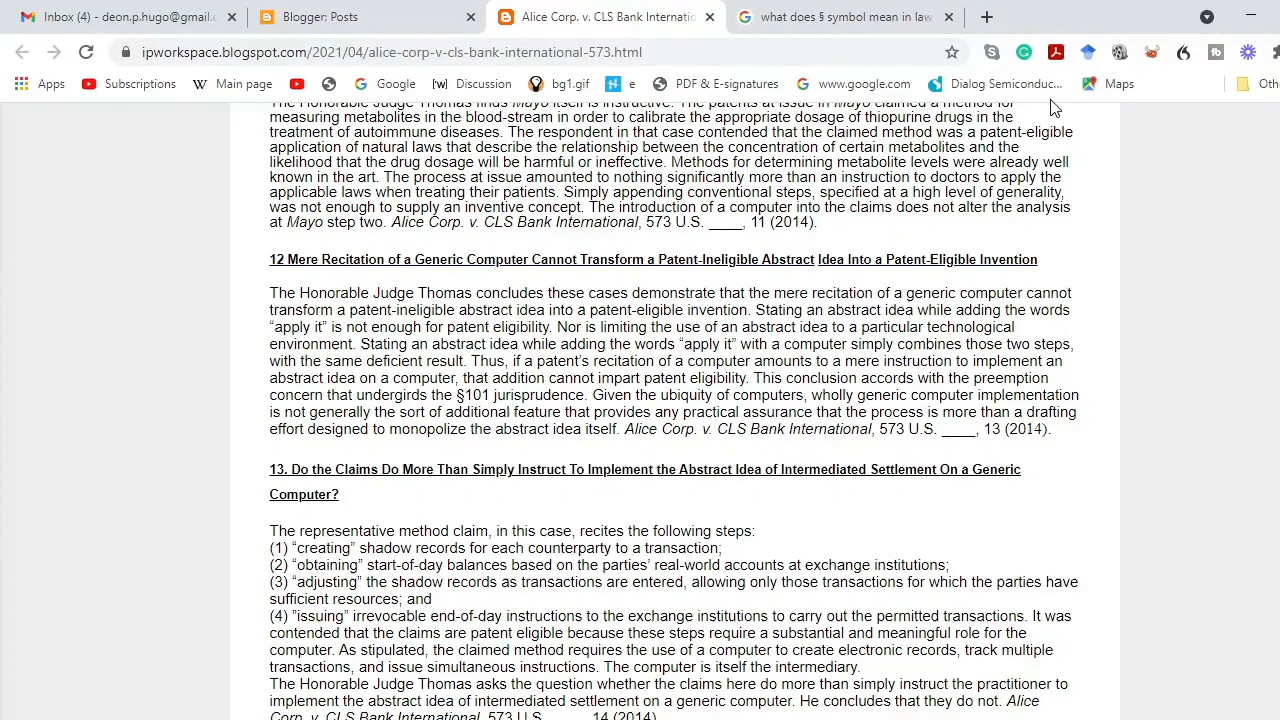 Inbox (4) - deon.p.hugo@gmail.c
Blogger: Posts
Alice Corp. v. CLS Bank Internatio
what does § symbol mean in law
ipworkspace.blogspot.com/2021/04/alice-corp-v-cls-bank-international-573.html
Apps Subscriptions Main page Google Discussion bg1.gif e PDF & E-signatures www.google.com Dialog Semiconduc... Maps Oth
The Honorable Judge Thomas finds Mayo itself is instructive. The patents at issue in Mayo claimed a method for
measuring metabolites in the blood-stream in order to calibrate the appropriate dosage of thiopurine drugs in the
treatment of autoimmune diseases. The respondent in that case contended that the claimed method was a patent-eligible
application of natural laws that describe the relationship between the concentration of certain metabolites and the
likelihood that the drug dosage will be harmful or ineffective. Methods for determining metabolite levels were already well
known in the art. The process at issue amounted to nothing significantly more than an instruction to doctors to apply the
applicable laws when treating their patients. Simply appending conventional steps, specified at a high level of generality,
was not enough to supply an inventive concept. The introduction of a computer into the claims does not alter the analysis
at Mayo step two. Alice Corp. v. CLS Bank International, 573 U.S. ____, 11 (2014).
12 Mere Recitation of a Generic Computer Cannot Transform a Patent-Ineligible Abstract Idea Into a Patent-Eligible Invention
The Honorable Judge Thomas concludes these cases demonstrate that the mere recitation of a generic computer cannot
transform a patent-ineligible abstract idea into a patent-eligible invention. Stating an abstract idea while adding the words
“apply it” is not enough for patent eligibility. Nor is limiting the use of an abstract idea to a particular technological
environment. Stating an abstract idea while adding the words “apply it” with a computer simply combines those two steps,
with the same deficient result. Thus, if a patent’s recitation of a computer amounts to a mere instruction to implement an
abstract idea on a computer, that addition cannot impart patent eligibility. This conclusion accords with the preemption
concern that undergirds the §101 jurisprudence. Given the ubiquity of computers, wholly generic computer implementation
is not generally the sort of additional feature that provides any practical assurance that the process is more than a drafting
effort designed to monopolize the abstract idea itself. Alice Corp. v. CLS Bank International, 573 U.S. ____, 13 (2014).
13. Do the Claims Do More Than Simply Instruct To Implement the Abstract Idea of Intermediated Settlement On a Generic
Computer?
The representative method claim, in this case, recites the following steps:
(1) “creating” shadow records for each counterparty to a transaction;
(2) “obtaining” start-of-day balances based on the parties’ real-world accounts at exchange institutions;
(3) “adjusting” the shadow records as transactions are entered, allowing only those transactions for which the parties have
sufficient resources; and
(4) ”issuing” irrevocable end-of-day instructions to the exchange institutions to carry out the permitted transactions. It was
contended that the claims are patent eligible because these steps require a substantial and meaningful role for the
computer. As stipulated, the claimed method requires the use of a computer to create electronic records, track multiple
transactions, and issue simultaneous instructions. The computer is itself the intermediary.
The Honorable Judge Thomas asks the question whether the claims here do more than simply instruct the practitioner to
implement the abstract idea of intermediated settlement on a generic computer. He concludes that they do not. Alice
Corp. v. CLS Bank International, 573 U.S. ____, 14 (2014).